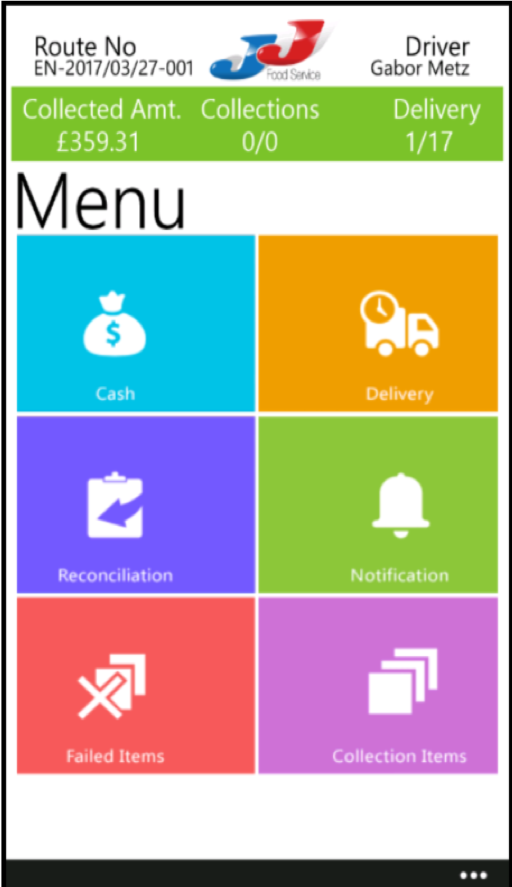 Route No
EN-2017/03/27-001
JJ
Food Service
Driver
Gabor Metz
Collected Amt. Collections Delivery
£359.31 0/0 1/17
Menu
$
Cash
Delivery
Reconciliation
Notification
Failed Items
Collection Items